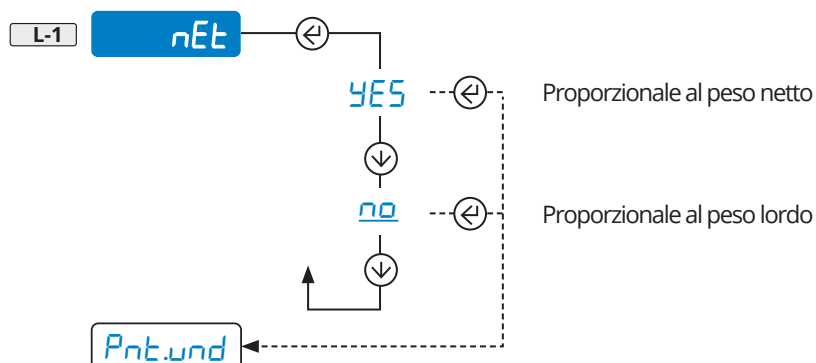 L-1 nEt
YES Proporzionale al peso netto
no Proporzionale al peso lordo
Pnt.und